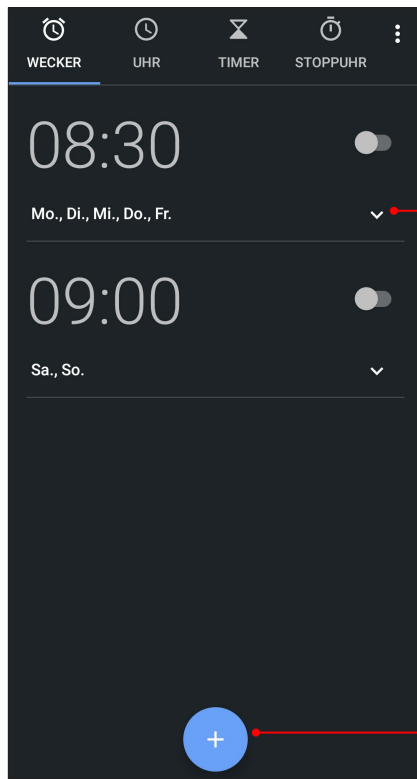 WECKER UHR TIMER STOPPUHR
08:30
Mo., Di., Mi., Do., Fr.
09:00
Sa., So.